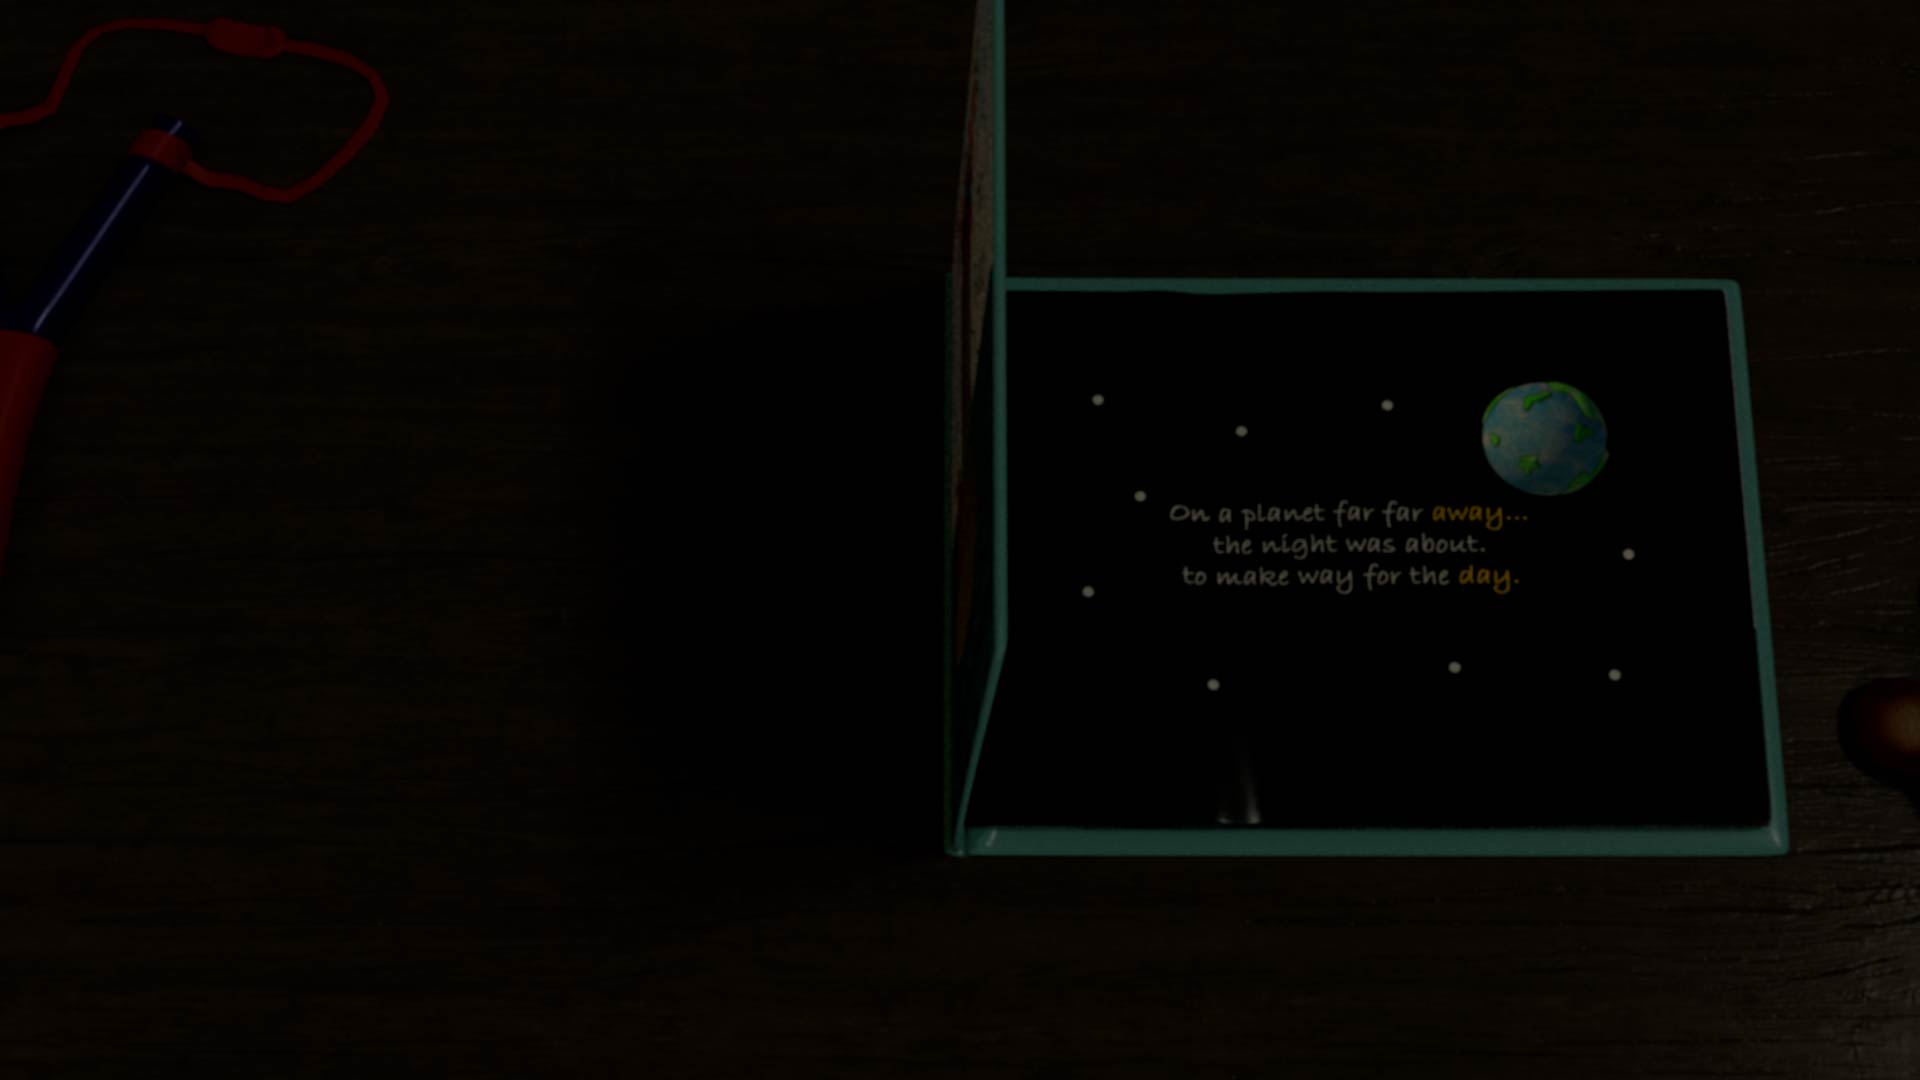 On a planet far far away...
the night was about.
to make way for the day.